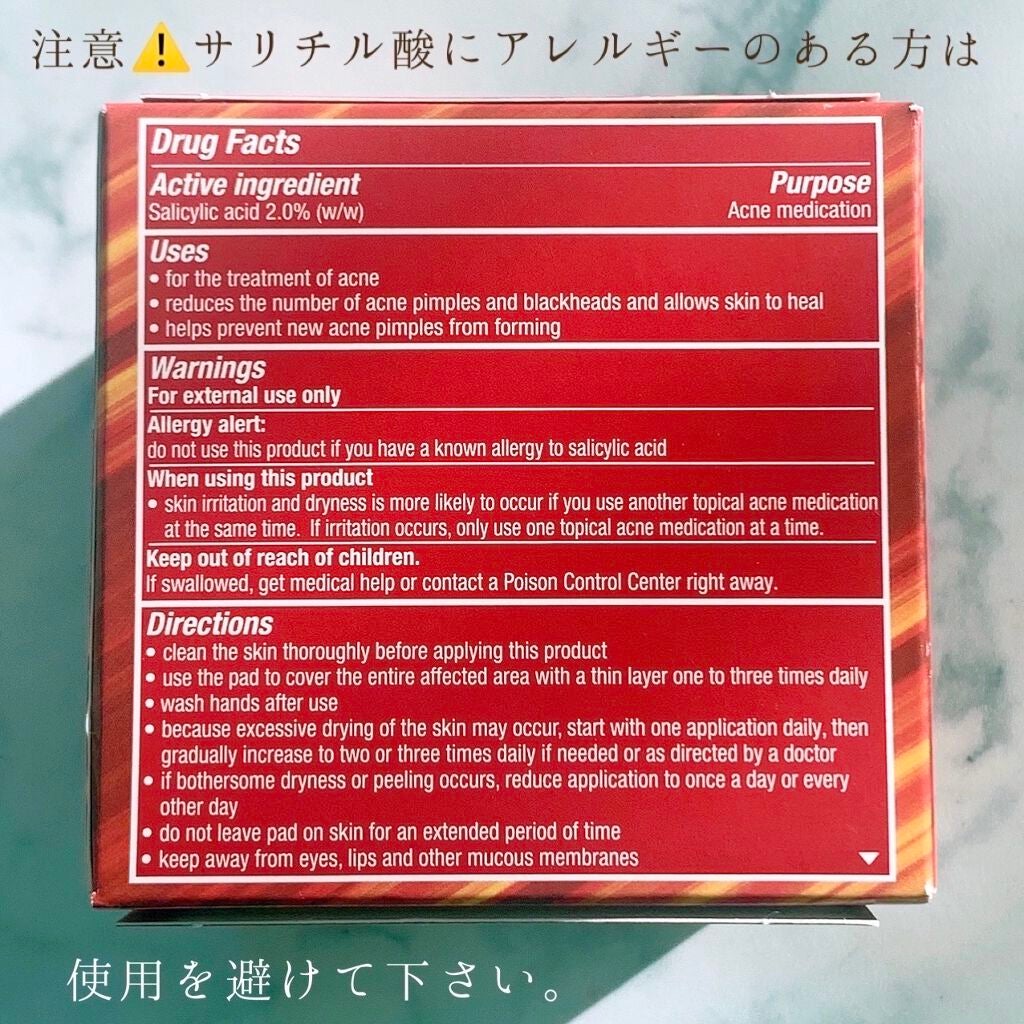 注意⚠️サリチル酸にアレルギーのある方は
Drug Facts
Active ingredient Purpose
Salicylic acid 2.0% (w/w) Acne medication
Uses
• for the treatment of acne
• reduces the number of acne pimples and blackheads and allows skin to heal
• helps prevent new acne pimples from forming
Warnings
For external use only
Allergy alert:
do not use this product if you have a known allergy to salicylic acid
When using this product
• skin irritation and dryness is more likely to occur if you use another topical acne medication
at the same time. If irritation occurs, only use one topical acne medication at a time.
Keep out of reach of children.
If swallowed, get medical help or contact a Poison Control Center right away.
Directions
• clean the skin thoroughly before applying this product
• use the pad to cover the entire affected area with a thin layer one to three times daily
• wash hands after use
• because excessive drying of the skin may occur, start with one application daily, then
gradually increase to two or three times daily if needed or as directed by a doctor
• if bothersome dryness or peeling occurs, reduce application to once a day or every
other day
• do not leave pad on skin for an extended period of time
• keep away from eyes, lips and other mucous membranes
使用を避けて下さい。